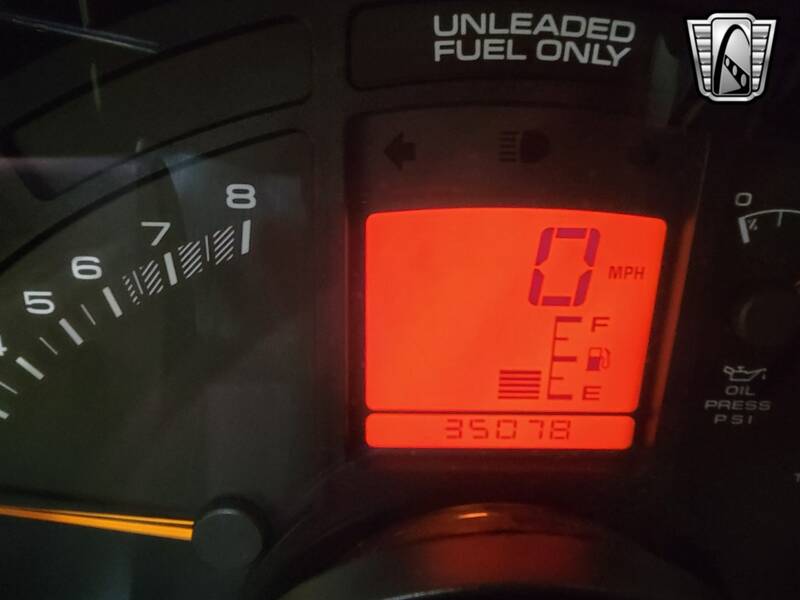 UNLEADED
FUEL ONLY
8
7
6
5
0
0
MPH
F
E
35078
OIL
PRESS
PSI